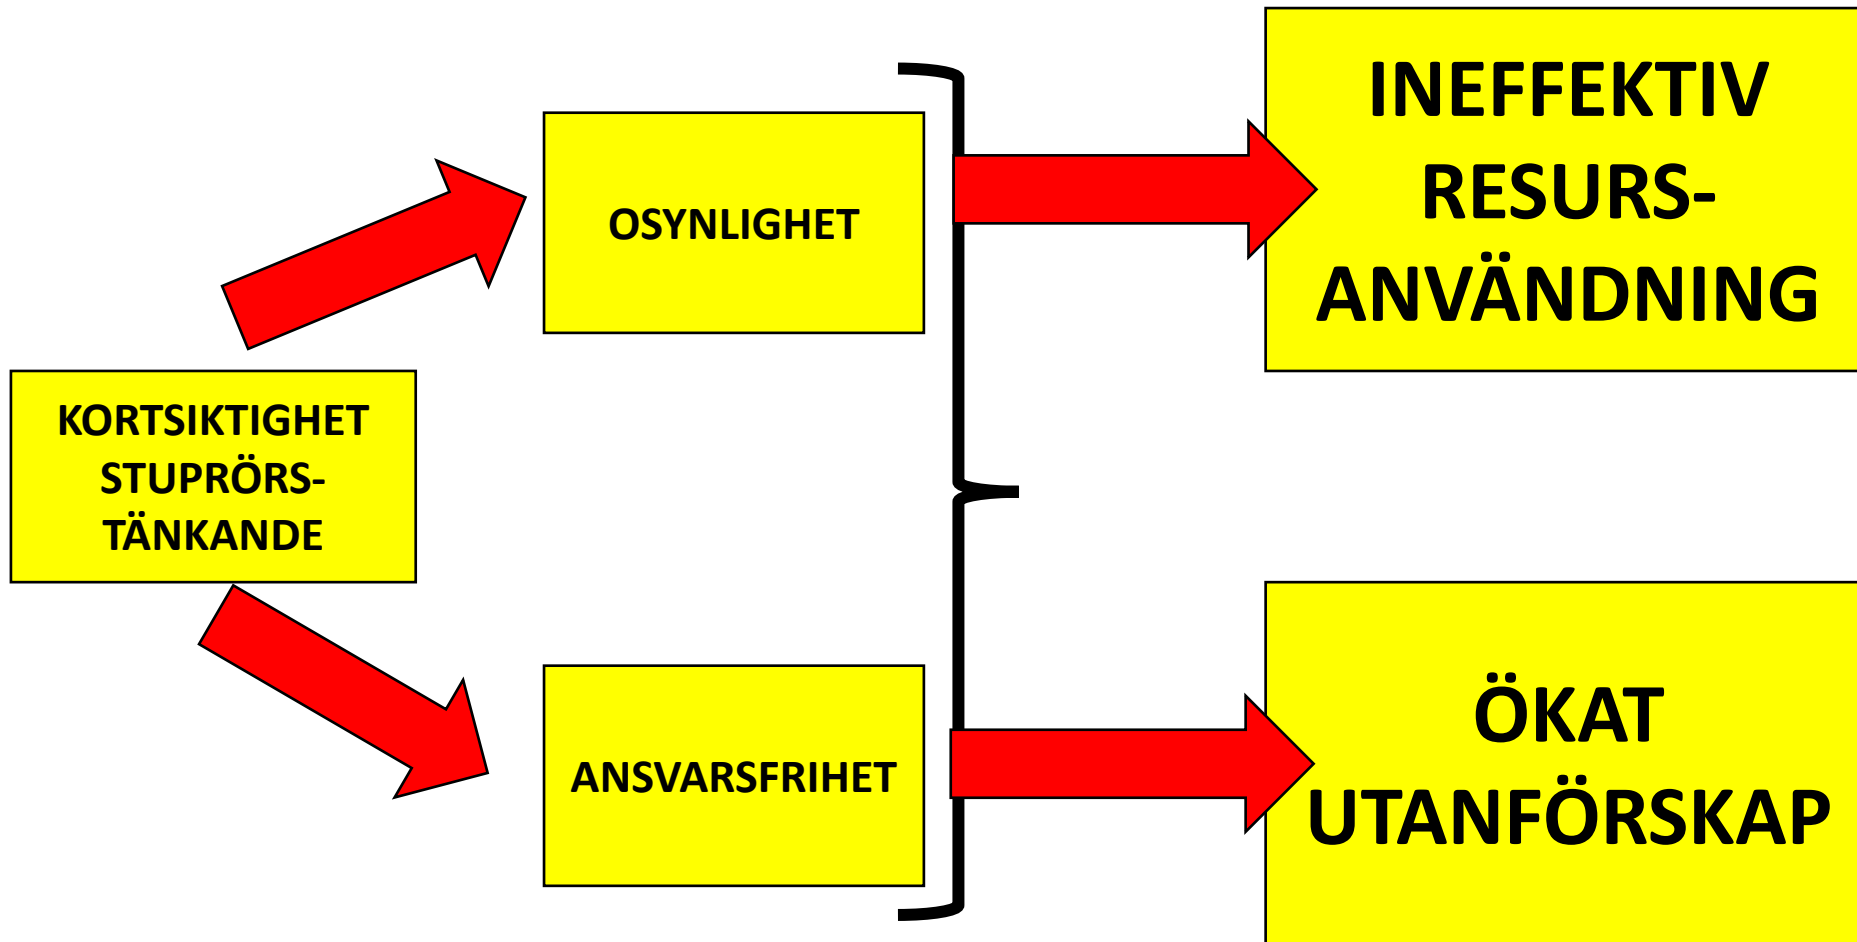 KORTSIKTIGHET
STUPRÖRS-
TÄNKANDE
OSYNLIGHET
ANSVARSFRIHET
INEFFEKTIV
RESURS-
ANVÄNDNING
ÖKAT
UTANFÖRSKAP